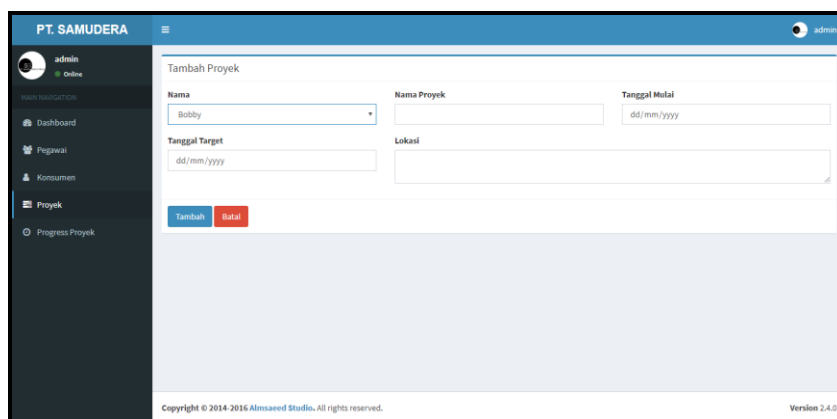 PT. SAMUDERA
admin
admin
Online
MAIN NAVIGATION
Dashboard
Pegawai
Konsumen
Proyek
Progress Proyek
Tambah Proyek
Nama
Nama Proyek
Tanggal Mulai
Bobby
dd/mm/yyyy
Tanggal Target
Lokasi
dd/mm/yyyy
Tambah
Batal
Copyright © 2014-2016 Almsaeed Studio. All rights reserved.
Version 2.4.0